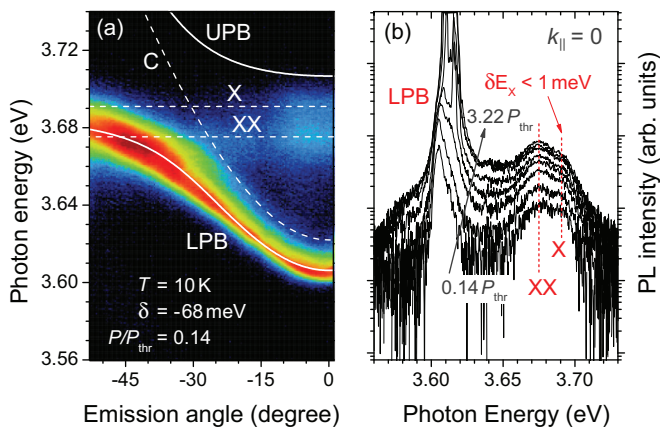 (a)
UPB
C
X
XX
LPB
T = 10 K
δ = -68 meV
P/Pthr = 0.14
3.72
3.68
3.64
3.60
3.56
Photon energy (eV)
-45
-30
-15
0
Emission angle (degree)
(b)
k|| = 0
LPB
δEX < 1 meV
3.22 Pthr
0.14 Pthr
X
XX
3.60
3.65
3.70
Photon Energy (eV)
PL intensity (arb. units)